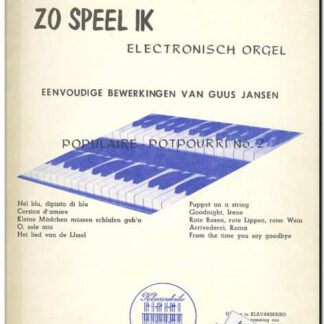 ZO SPEEL IK
ELECTRONISCH ORGEL
EENVOUDIGE BEWERKINGEN VAN GUUS JANSEN
POPULAIRE POTPOURRI No. 2
Nel blu, dipinto di blu
Corsica d'amore
Kleine Mädchen müssen schlafen geh'n
O, sole mio
Het lied van de IJssel
Puppet on a string
Goodnight, Irene
Rote Rosen, rote Lippen, roter Wein
Arrivederci, Roma
From the time you say goodbye
Klavarskribo
in KLAVARSKRIBO